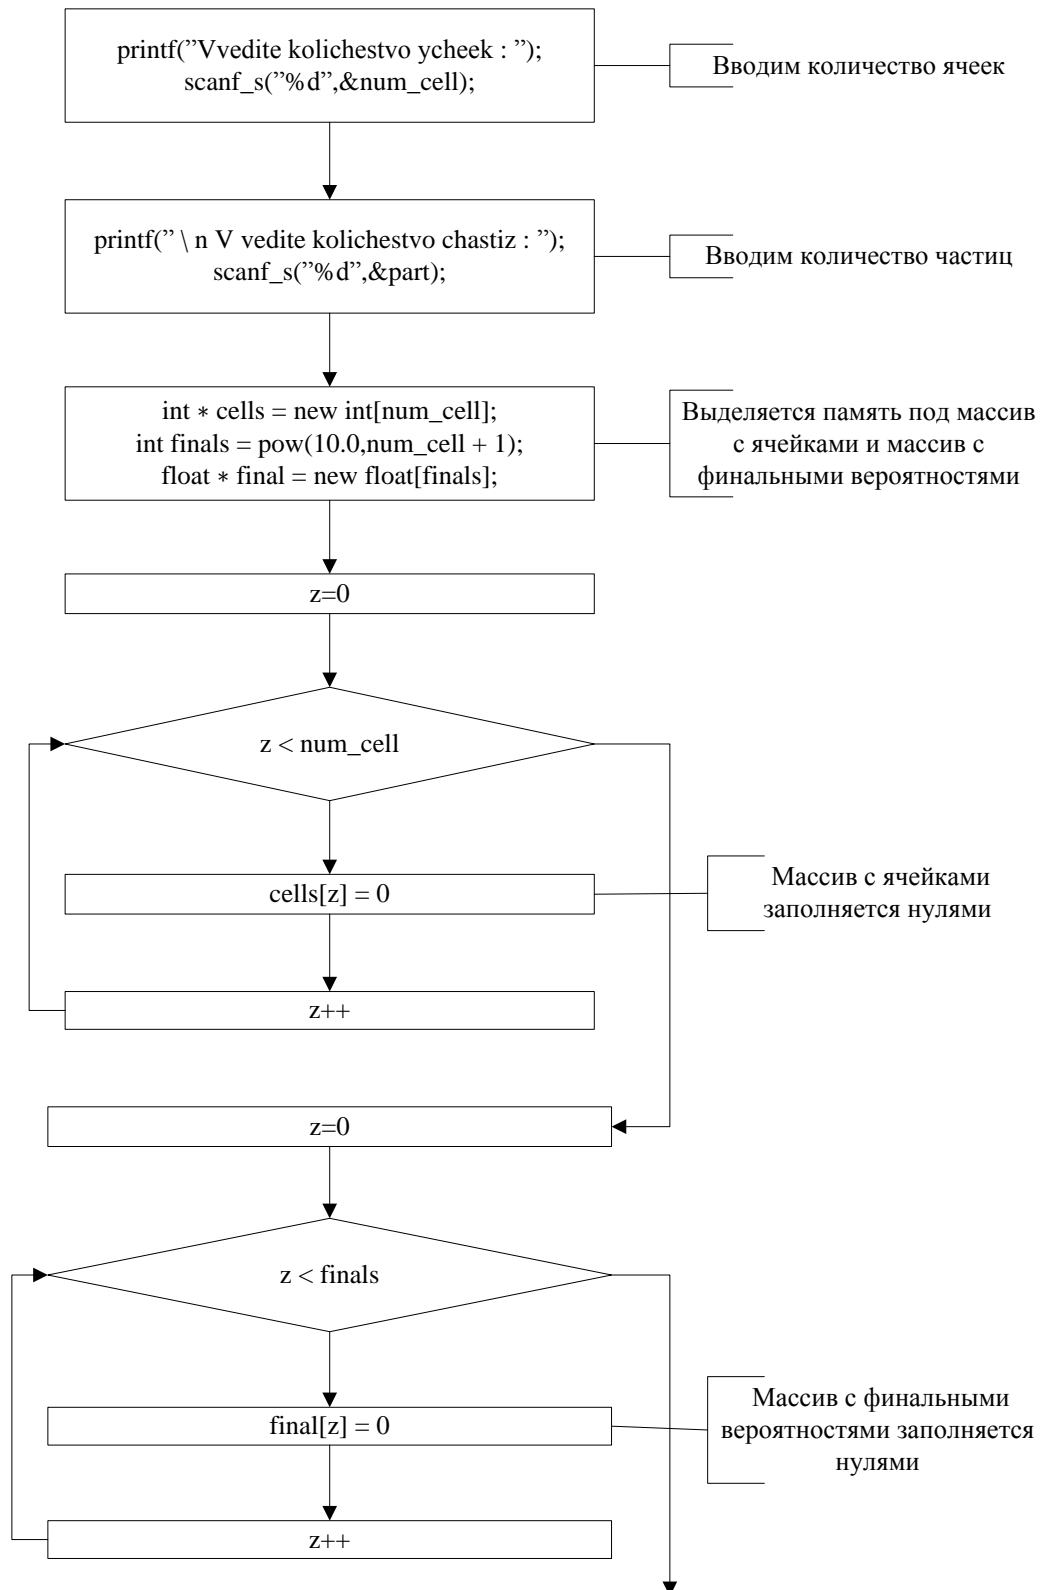 printf(”Vvedite kolichestvo ycheek : ”);
scanf_s(”%d”,&num_cell);
Вводим количество ячеек
printf(” \ n V vedite kolichestvo chastiz : ”);
scanf_s(”%d”,&part);
Вводим количество частиц
int ∗ cells = new int[num_cell];
int finals = pow(10.0,num_cell + 1);
float ∗ final = new float[finals];
Выделяется память под массив
с ячейками и массив с
финальными вероятностями
z=0
z < num_cell
cells[z] = 0
Массив с ячейками
заполняется нулями
z++
z=0
z < finals
final[z] = 0
Массив с финальными
вероятностями заполняется
нулями
z++